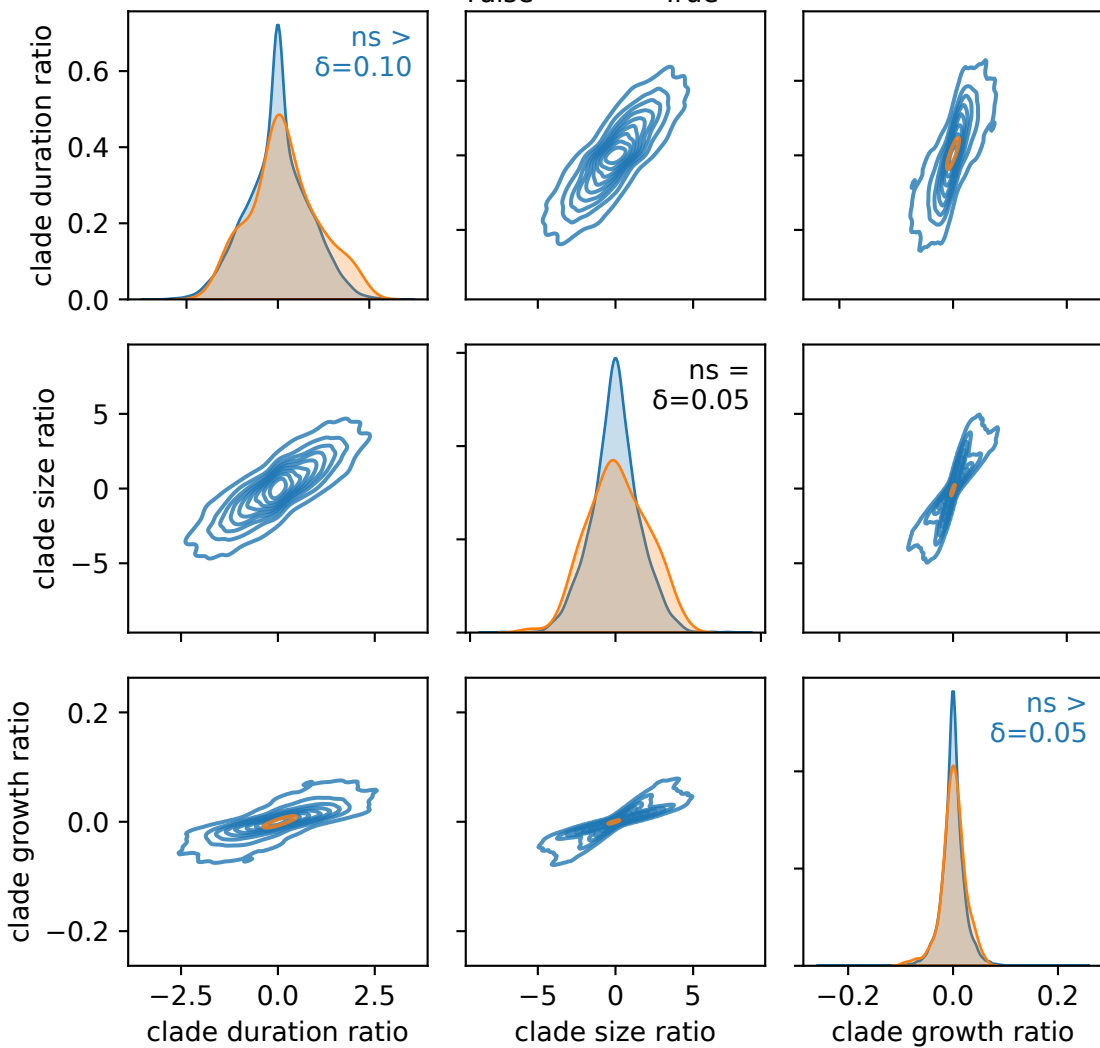 clade duration ratio
0.6
0.4
0.2
0.0
ns >
δ=0.10
clade size ratio
5
0
−5
ns =
δ=0.05
clade growth ratio
0.2
0.0
−0.2
ns >
δ=0.05
−2.5 0.0 2.5
−5 0 5
−0.2 0.0 0.2
clade duration ratio
clade size ratio
clade growth ratio